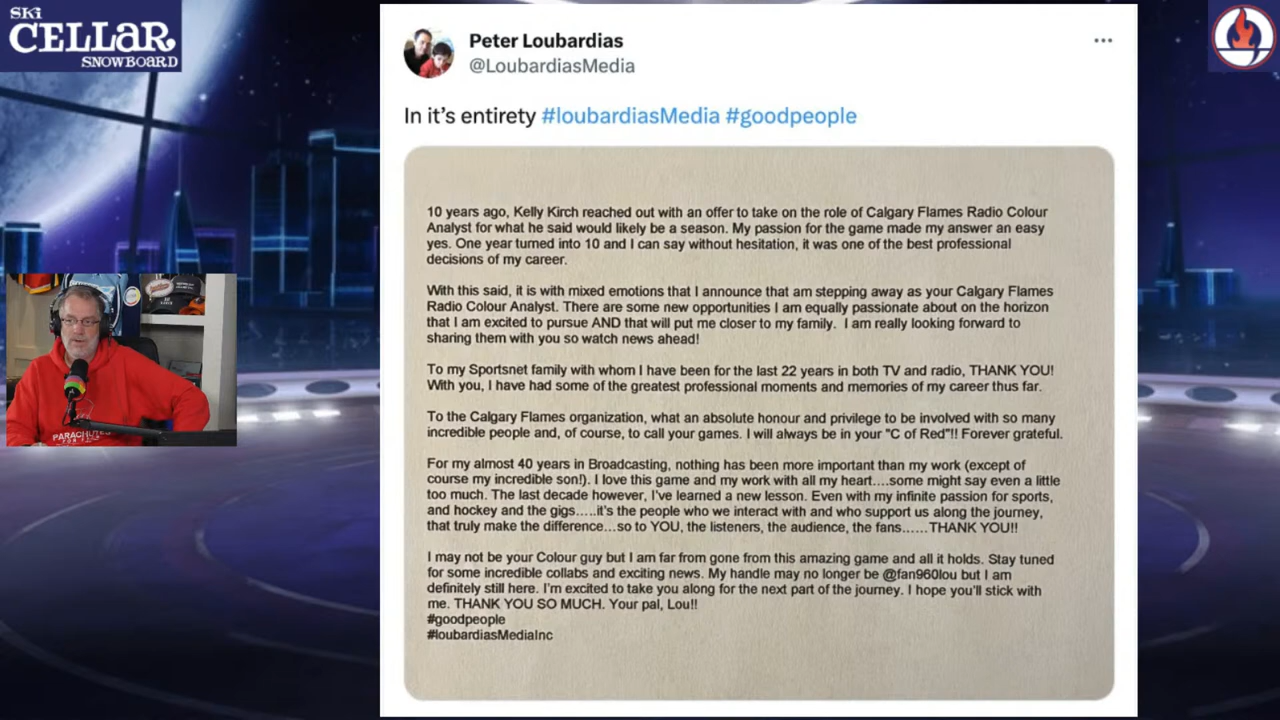 SKi
CELLAR
SNOWBOARD
Peter Loubardias
@LoubardiasMedia
In it's entirety #loubardiasMedia #goodpeople
10 years ago, Kelly Kirch reached out with an offer to take on the role of Calgary Flames Radio Colour
Analyst for what he said would likely be a season. My passion for the game made my answer an easy
yes. One year turned into 10 and I can say without hesitation, it was one of the best professional
decisions of my career.
With this said, it is with mixed emotions that I announce that am stepping away as your Calgary Flames
Radio Colour Analyst. There are some new opportunities I am equally passionate about on the horizon
that I am excited to pursue AND that will put me closer to my family. I am really looking forward to
sharing them with you so watch news ahead!
To my Sportsnet family with whom I have been for the last 22 years in both TV and radio, THANK YOU!
With you, I have had some of the greatest professional moments and memories of my career thus far.
To the Calgary Flames organization, what an absolute honour and privilege to be involved with so many
incredible people and, of course, to call your games. I will always be in your "C of Red"!! Forever grateful.
For my almost 40 years in Broadcasting, nothing has been more important than my work (except of
course my incredible son!). I love this game and my work with all my heart....some might say even a little
too much. The last decade however, I've learned a new lesson. Even with my infinite passion for sports,
and hockey and the gigs.....it's the people who we interact with and who support us along the journey,
that truly make the difference...so to YOU, the listeners, the audience, the fans......THANK YOU!!
I may not be your Colour guy but I am far from gone from this amazing game and all it holds. Stay tuned
for some incredible collabs and exciting news. My handle may no longer be @fan960lou but I am
definitely still here. I'm excited to take you along for the next part of the journey. I hope you'll stick with
me. THANK YOU SO MUCH. Your pal, Lou!!
#goodpeople
#loubardiasMediaInc
PARACHUTES